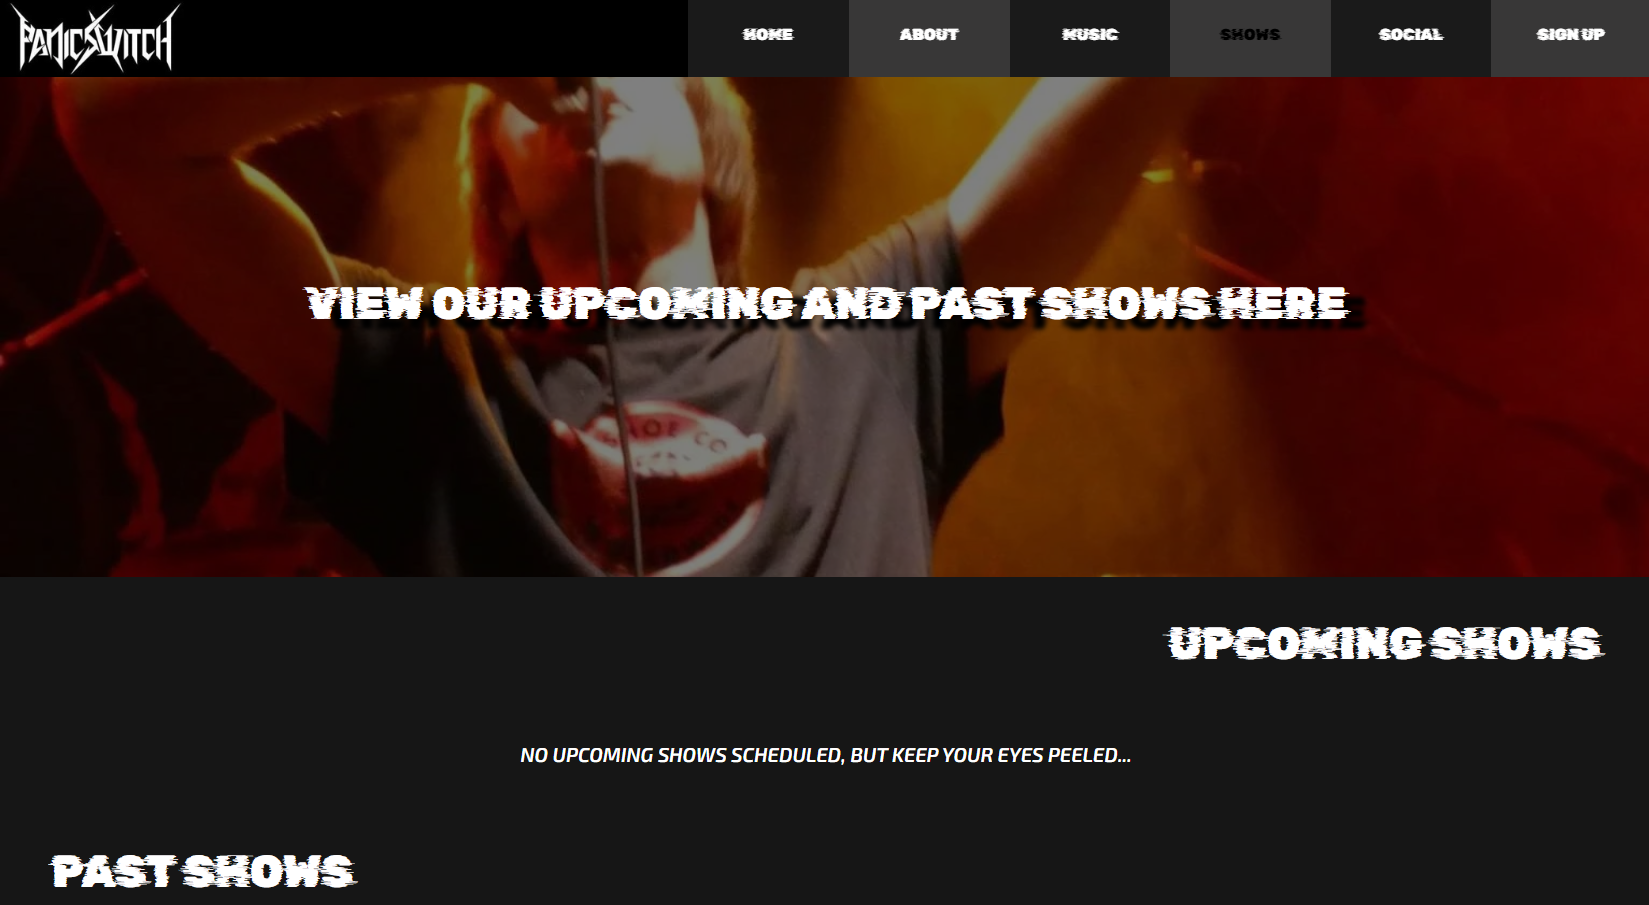 PANICSWITCH
HOME ABOUT MUSIC SHOWS SOCIAL SIGN UP
VIEW OUR UPCOMING AND PAST SHOWS HERE
UPCOMING SHOWS
NO UPCOMING SHOWS SCHEDULED, BUT KEEP YOUR EYES PEELED...
PAST SHOWS